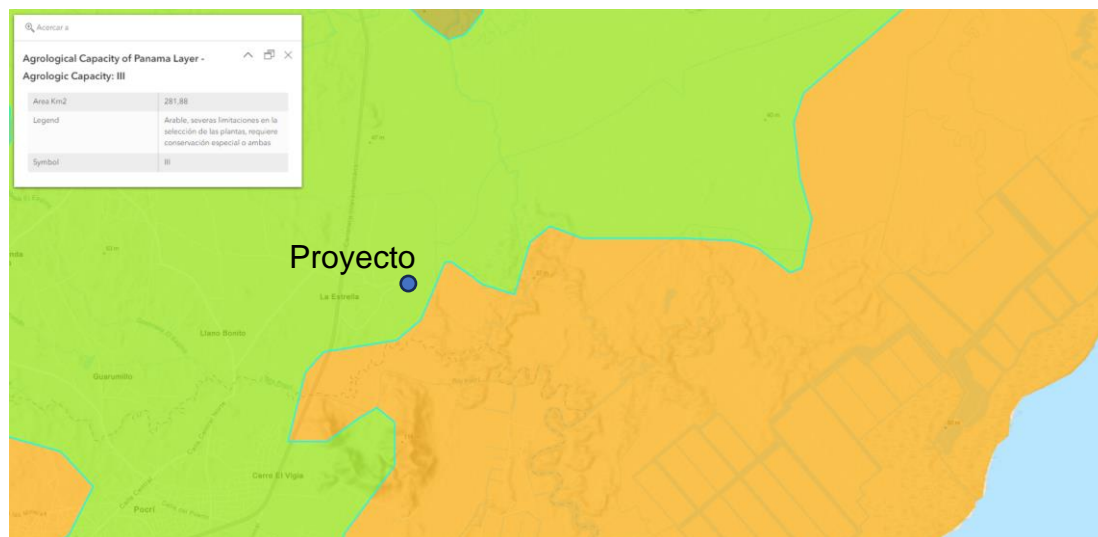 Acercar a
Agrological Capacity of Panama Layer -
Agrologic Capacity: III
Area Km2 281,88
Legend Arable, severas limitaciones en la
selección de las plantas, requiere
conservación especial o ambas
Symbol III
Proyecto
La Estrella
Llano Bonito
Guarumillo
Cerro El Vigía
Pocrí